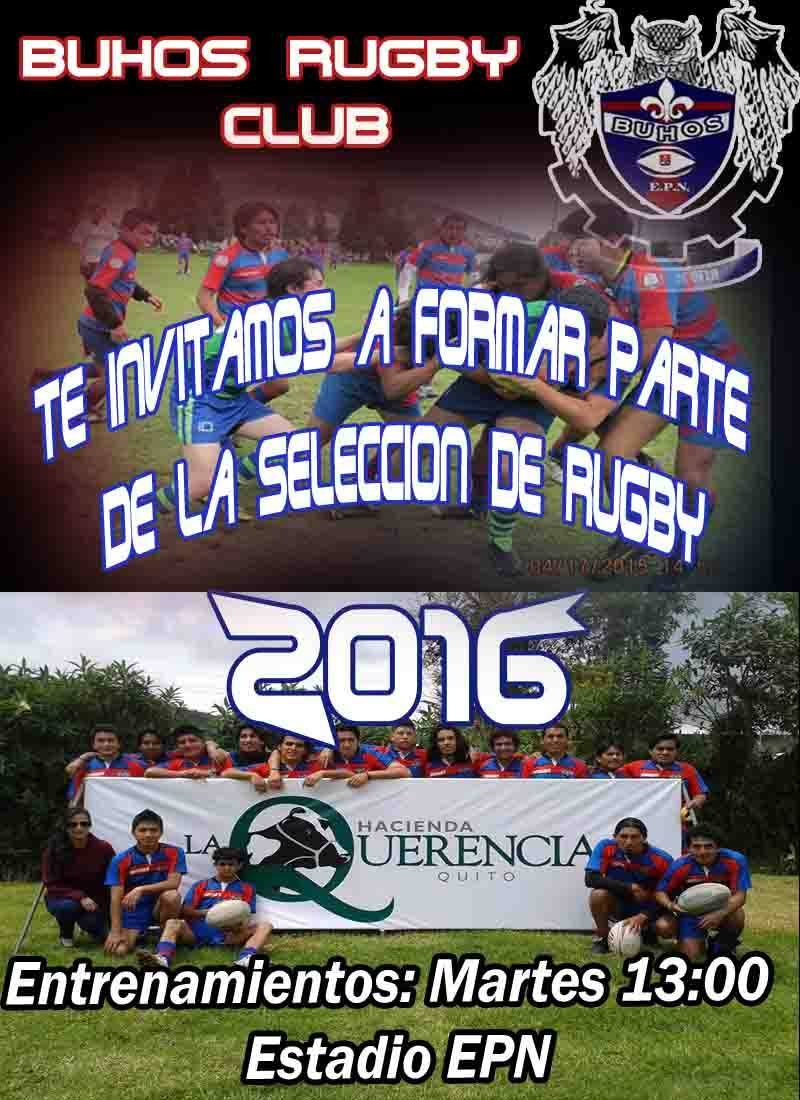 BUHOS RUGBY
CLUB
BUHOS
E.P.N.
TE INVITAMOS A FORMAR PARTE
DE LA SELECCION DE RUGBY
2016
LA HACIENDA
QUERENCIA
QUITO
Entrenamientos: Martes 13:00
Estadio EPN